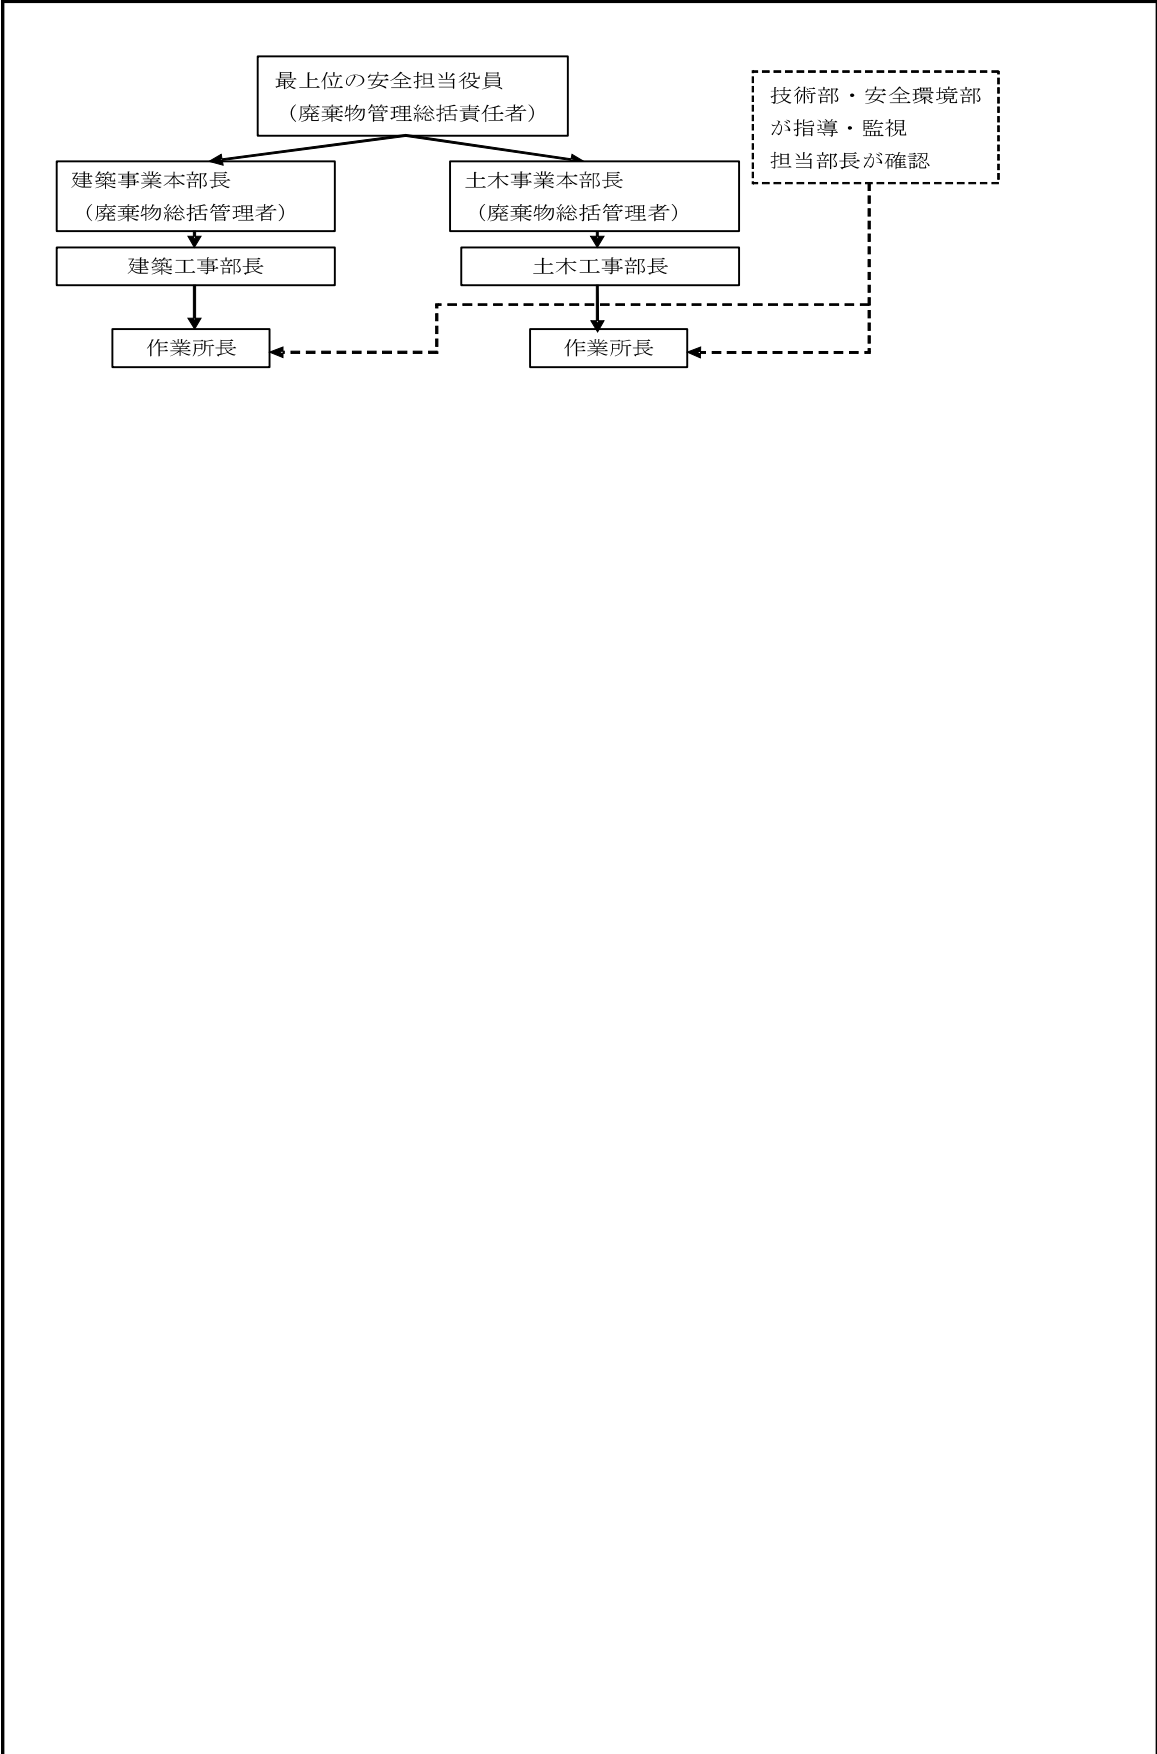 最上位の安全担当役員
（廃棄物管理総括責任者）
技術部・安全環境部
が指導・監視
担当部長が確認
建築事業本部長
（廃棄物総括管理者）
土木事業本部長
（廃棄物総括管理者）
建築工事部長
土木工事部長
作業所長
作業所長